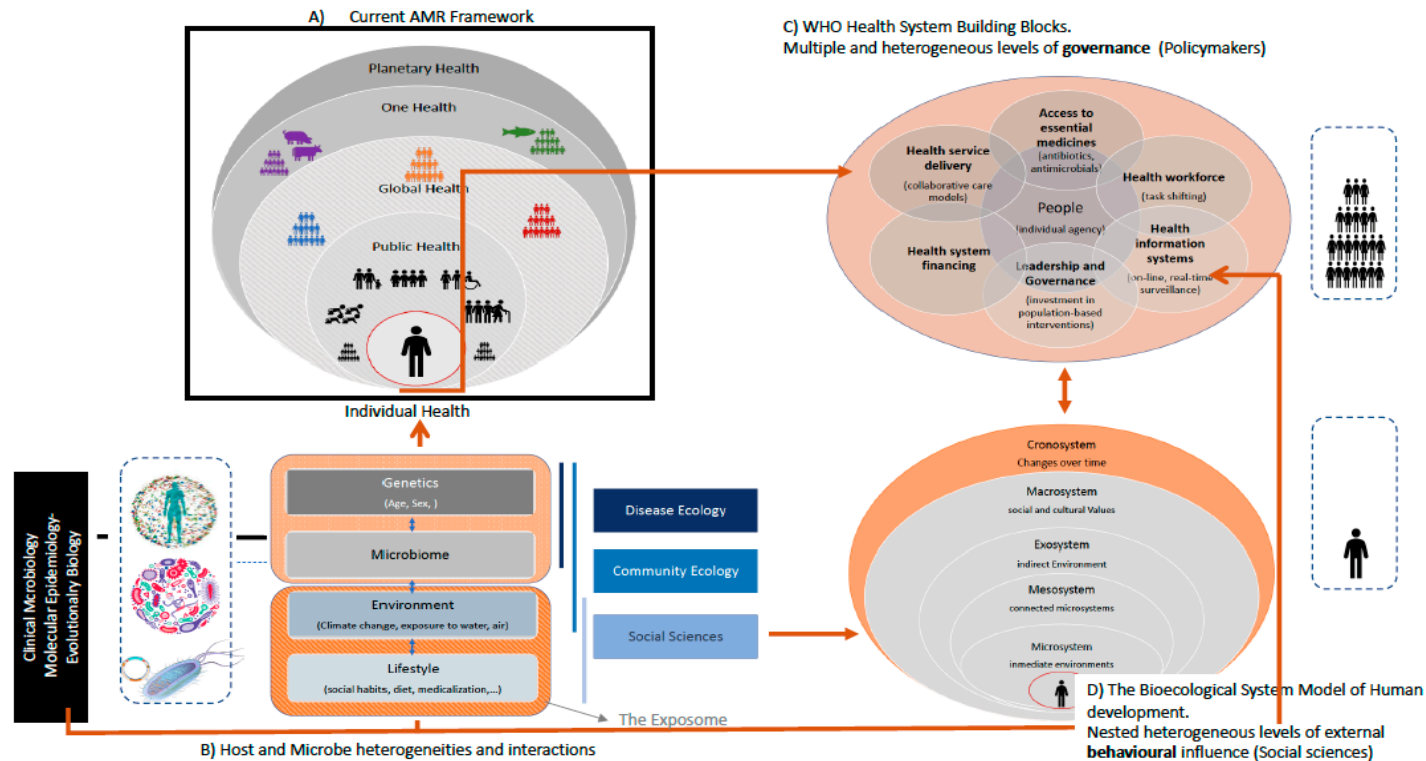 A) Current AMR Framework
Planetary Health
One Health
Global Health
Public Health
Individual Health
C) WHO Health System Building Blocks.
Multiple and heterogeneous levels of governance (Policymakers)
Access to
essential
medicines
(antibiotics,
antimicrobials)
Health service
delivery
(collaborative care
models)
Health workforce
(task shifting)
People
(individual agency)
Health system
financing
Health
information
systems
(on-line, real-time
surveillance)
Leadership and
Governance
(investment in
population-based
interventions)
Clinical Mcrobiology
Molecular Epidemiology-
Evolutionalry Biology
Genetics
(Age, Sex, )
Microbiome
Environment
(Climate change, exposure to water, air)
Lifestyle
(social habits, diet, medicalization,...)
Disease Ecology
Community Ecology
Social Sciences
The Exposome
B) Host and Microbe heterogeneities and interactions
Cronosystem
Changes over time
Macrosystem
social and cultural Values
Exosystem
indirect Environment
Mesosystem
connected microsystems
Microsystem
inmediate environments
D) The Bioecological System Model of Human
development.
Nested heterogeneous levels of external
behavioural influence (Social sciences)